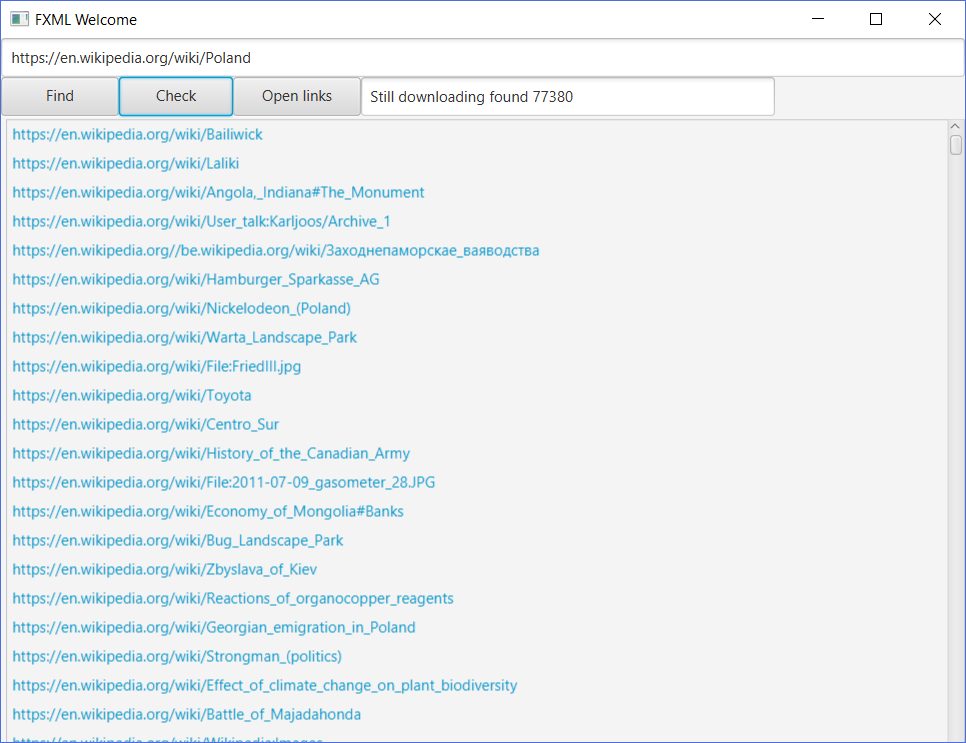 FXML Welcome
https://en.wikipedia.org/wiki/Poland
Find Check Open links Still downloading found 77380
https://en.wikipedia.org/wiki/Bailiwick
https://en.wikipedia.org/wiki/Laliki
https://en.wikipedia.org/wiki/Angola,_Indiana#The_Monument
https://en.wikipedia.org/wiki/User_talk:Karljoos/Archive_1
https://en.wikipedia.org//be.wikipedia.org/wiki/Заходнепаморскае_ваяводства
https://en.wikipedia.org/wiki/Hamburger_Sparkasse_AG
https://en.wikipedia.org/wiki/Nickelodeon_(Poland)
https://en.wikipedia.org/wiki/Warta_Landscape_Park
https://en.wikipedia.org/wiki/File:FriedIII.jpg
https://en.wikipedia.org/wiki/Toyota
https://en.wikipedia.org/wiki/Centro_Sur
https://en.wikipedia.org/wiki/History_of_the_Canadian_Army
https://en.wikipedia.org/wiki/File:2011-07-09_gasometer_28.JPG
https://en.wikipedia.org/wiki/Economy_of_Mongolia#Banks
https://en.wikipedia.org/wiki/Bug_Landscape_Park
https://en.wikipedia.org/wiki/Zbyslava_of_Kiev
https://en.wikipedia.org/wiki/Reactions_of_organocopper_reagents
https://en.wikipedia.org/wiki/Georgian_emigration_in_Poland
https://en.wikipedia.org/wiki/Strongman_(politics)
https://en.wikipedia.org/wiki/Effect_of_climate_change_on_plant_biodiversity
https://en.wikipedia.org/wiki/Battle_of_Majadahonda